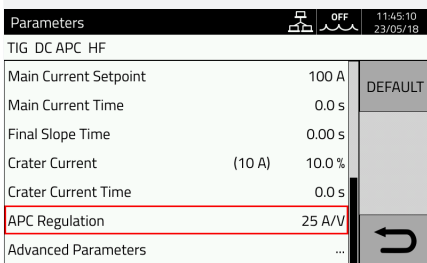 Parameters OFF 11:45:10
23/05/18
TIG DC APC HF
Main Current Setpoint 100 A
DEFAULT
Main Current Time 0.0 s
Final Slope Time 0.00 s
Crater Current (10 A) 10.0 %
Crater Current Time 0.0 s
APC Regulation 25 A/V
Advanced Parameters ...